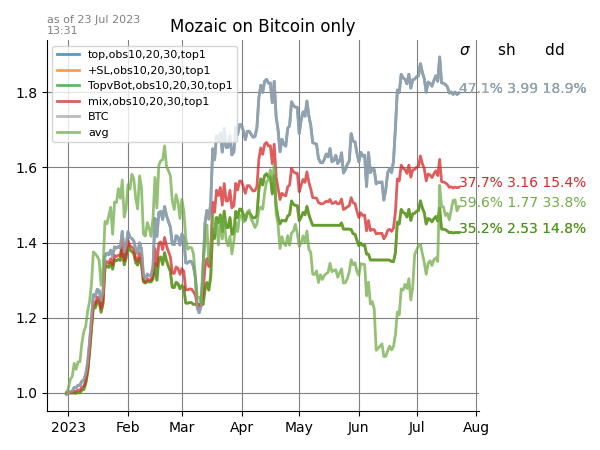 as of 23 Jul 2023
13:31
Mozaic on Bitcoin only
σ sh dd
top,obs10,20,30,top1
+SL,obs10,20,30,top1
TopvBot,obs10,20,30,top1
mix,obs10,20,30,top1
BTC
avg
1.8
1.6
1.4
1.2
1.0
47.1% 3.99 18.9%
37.7% 3.16 15.4%
59.6% 1.77 33.8%
35.2% 2.53 14.8%
2023 Feb Mar Apr May Jun Jul Aug